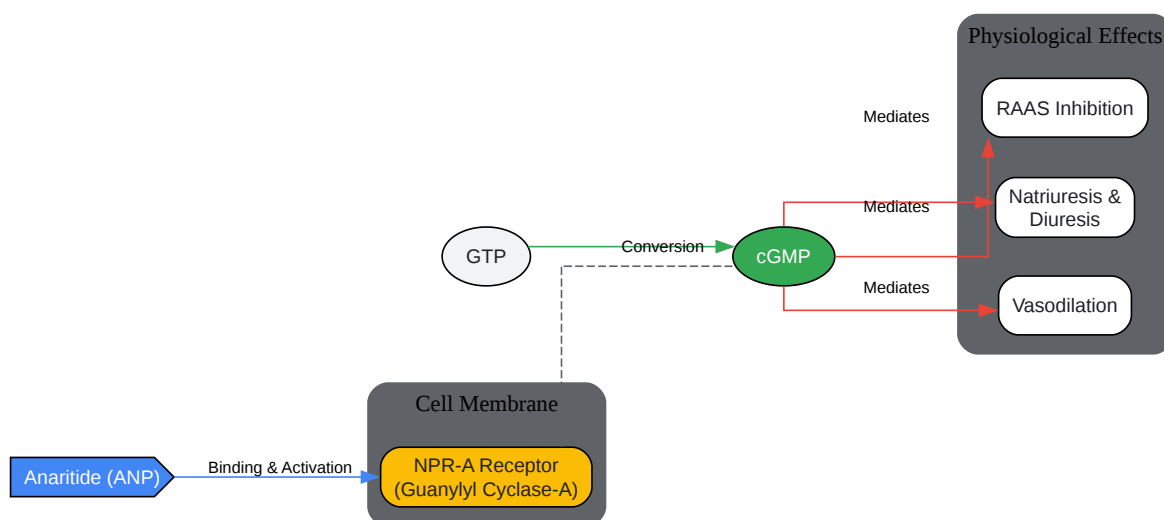 Physiological Effects
Mediates
RAAS Inhibition
Mediates
Natriuresis &
Diuresis
GTP
Conversion
cGMP
Mediates
Vasodilation
Cell Membrane
Anaritide (ANP)
Binding & Activation
NPR-A Receptor
(Guanylyl Cyclase-A)